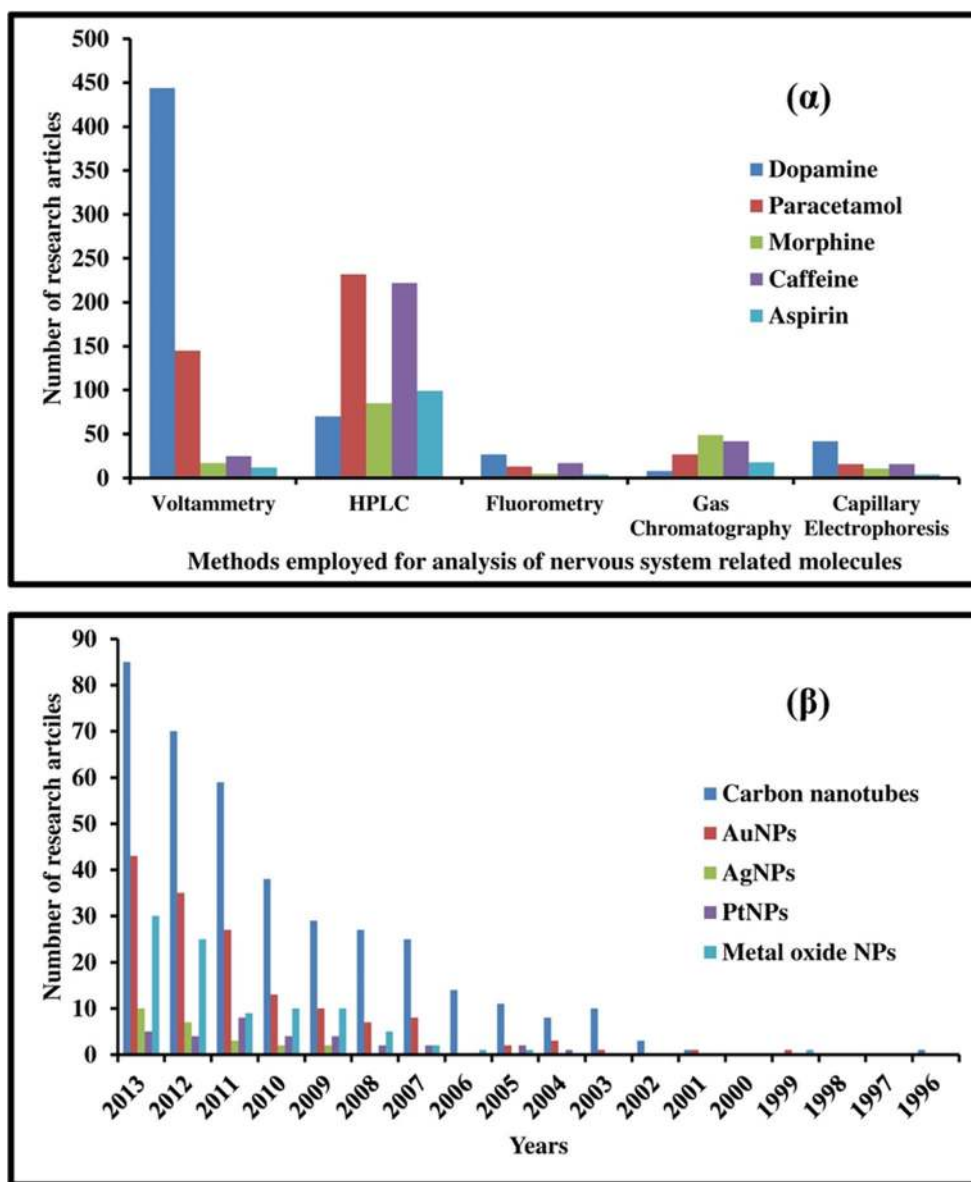 (α)
Number of research articles
500
450
400
350
300
250
200
150
100
50
0
Dopamine
Paracetamol
Morphine
Caffeine
Aspirin
Voltammetry HPLC Fluorometry Gas Chromatography Capillary Electrophoresis
Methods employed for analysis of nervous system related molecules
(β)
Numbner of research artciles
90
80
70
60
50
40
30
20
10
0
Carbon nanotubes
AuNPs
AgNPs
PtNPs
Metal oxide NPs
2013 2012 2011 2010 2009 2008 2007 2006 2005 2004 2003 2002 2001 2000 1999 1998 1997 1996
Years